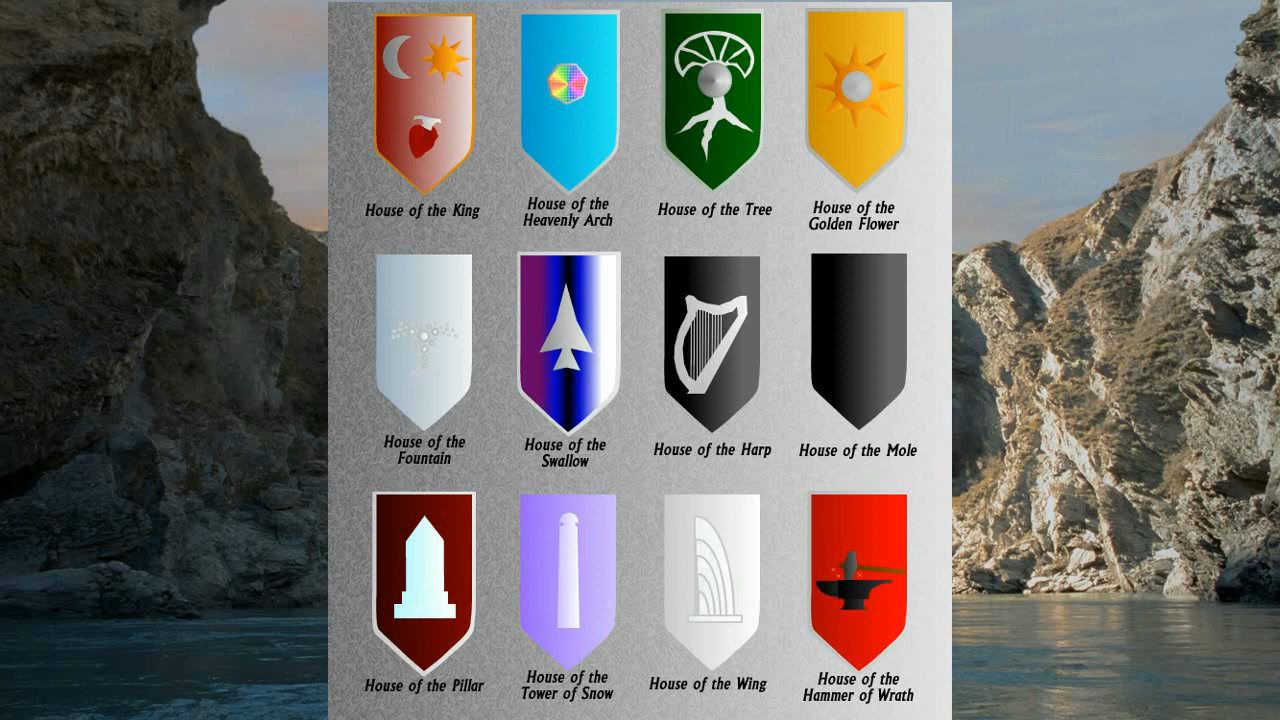 House of the King
House of the
Heavenly Arch
House of the Tree
House of the
Golden Flower
House of the
Fountain
House of the
Swallow
House of the Harp
House of the Mole
House of the Pillar
House of the
Tower of Snow
House of the Wing
House of the
Hammer of Wrath